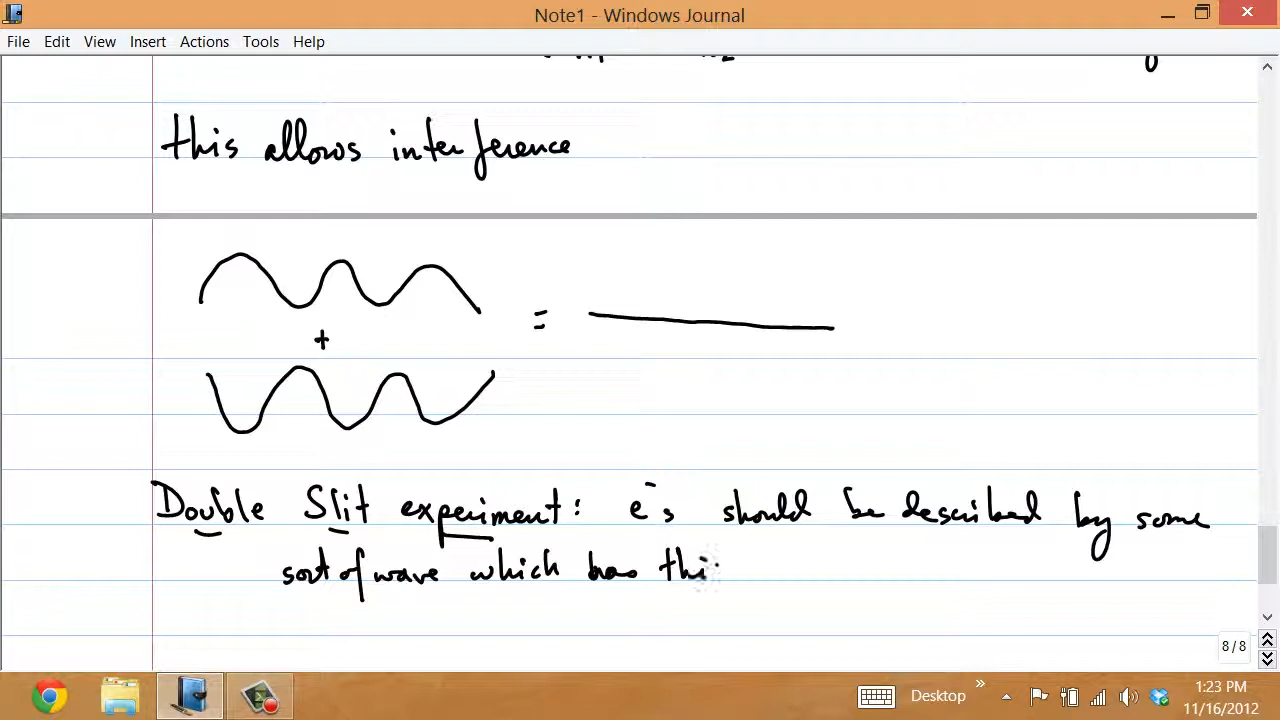 Note1 - Windows Journal
File Edit View Insert Actions Tools Help
this allows interference
+
=
Double Slit experiment: e⁻s should be described by some
sort of wave which has thi
8 / 8
Desktop
1:23 PM
11/16/2012